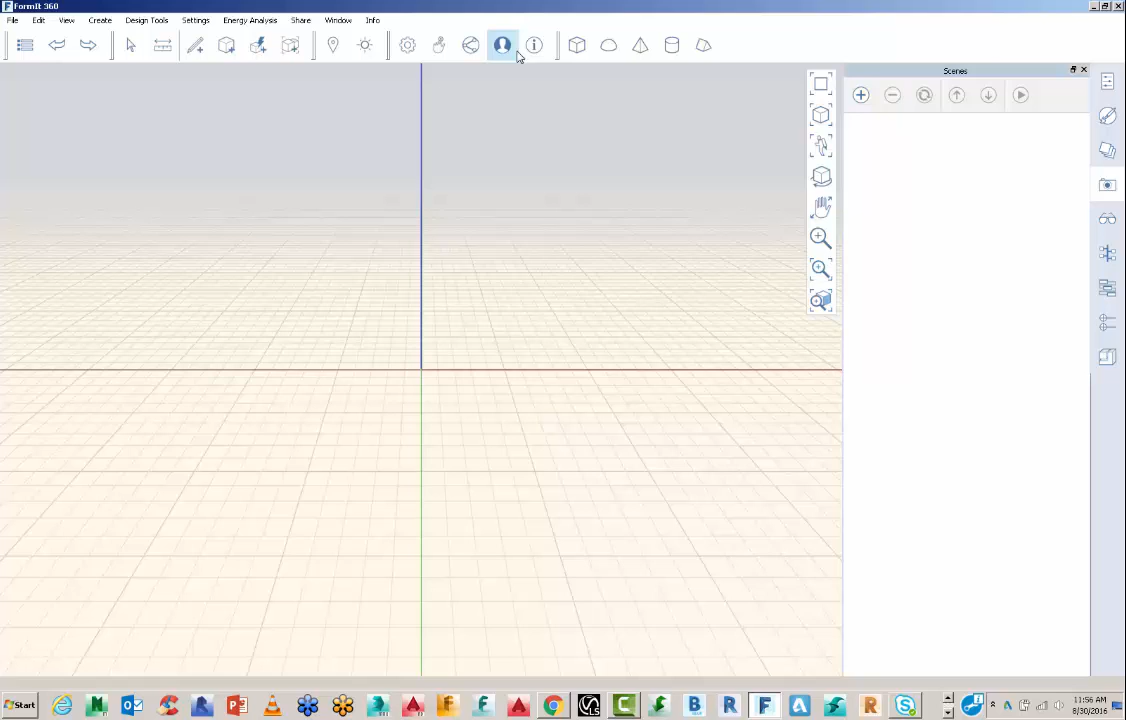 FormIt 360
File Edit View Create Design Tools Settings Energy Analysis Share Window Info
Scenes
Start
11:56 AM
8/30/2016